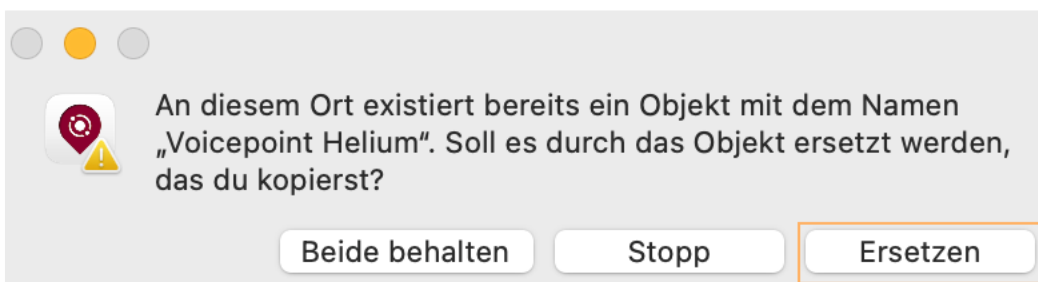 An diesem Ort existiert bereits ein Objekt mit dem Namen
„Voicepoint Helium“. Soll es durch das Objekt ersetzt werden,
das du kopierst?
Beide behalten Stopp Ersetzen